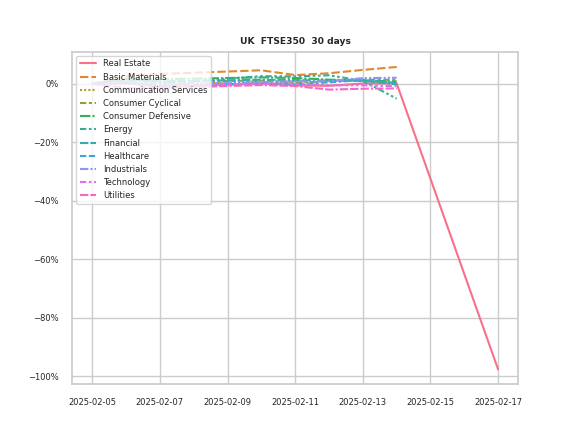 UK  FTSE350  30 days
Real Estate
Basic Materials
Communication Services
Consumer Cyclical
Consumer Defensive
Energy
Financial
Healthcare
Industrials
Technology
Utilities
0%
−20%
−40%
−60%
−80%
−100%
2025-02-05 2025-02-07 2025-02-09 2025-02-11 2025-02-13 2025-02-15 2025-02-17